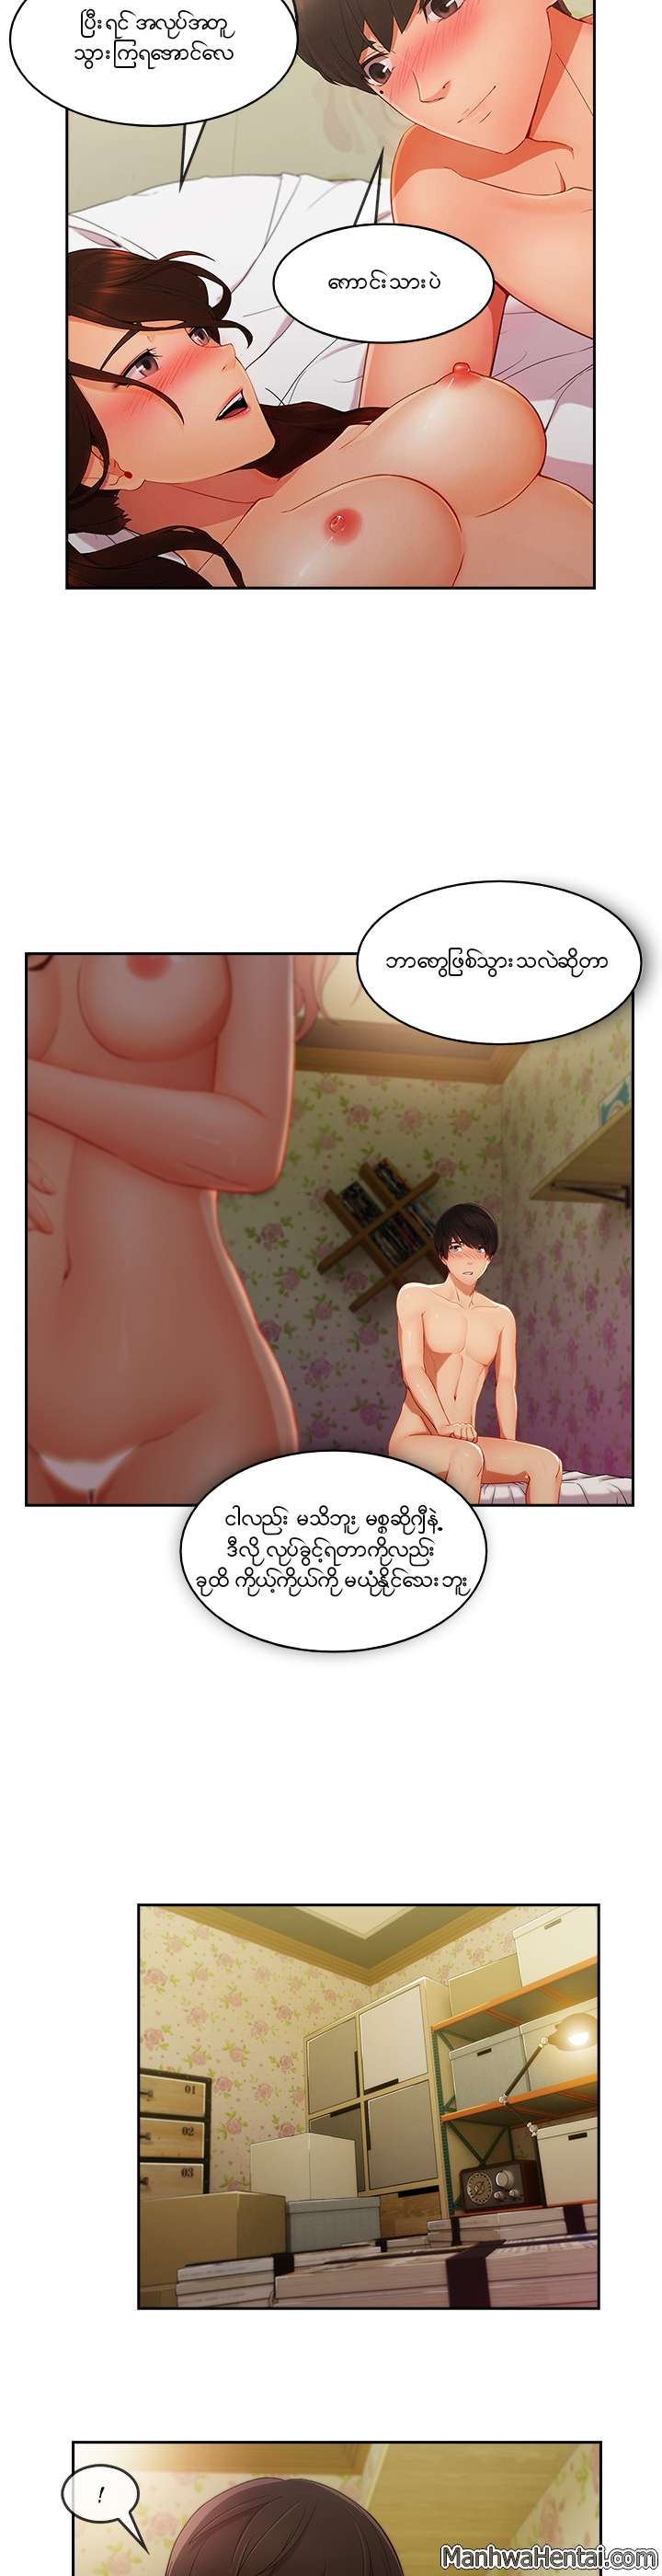 ပြီးရင် အလုပ်အတူ
သွားကြရအောင်လေ
ကောင်းသားပဲ
ဘာတွေဖြစ်သွားသလဲဆိုတာ
ငါလည်း မသိဘူး မစ္စဆိုဂျီနဲ့
ဒီလို လုပ်ခွင့်ရတာကိုလည်း
ခုထိ ကိုယ့်ကိုယ်ကို မယုံနိုင်သေးဘူး
01
02
03
!
ManhwaHentai.com